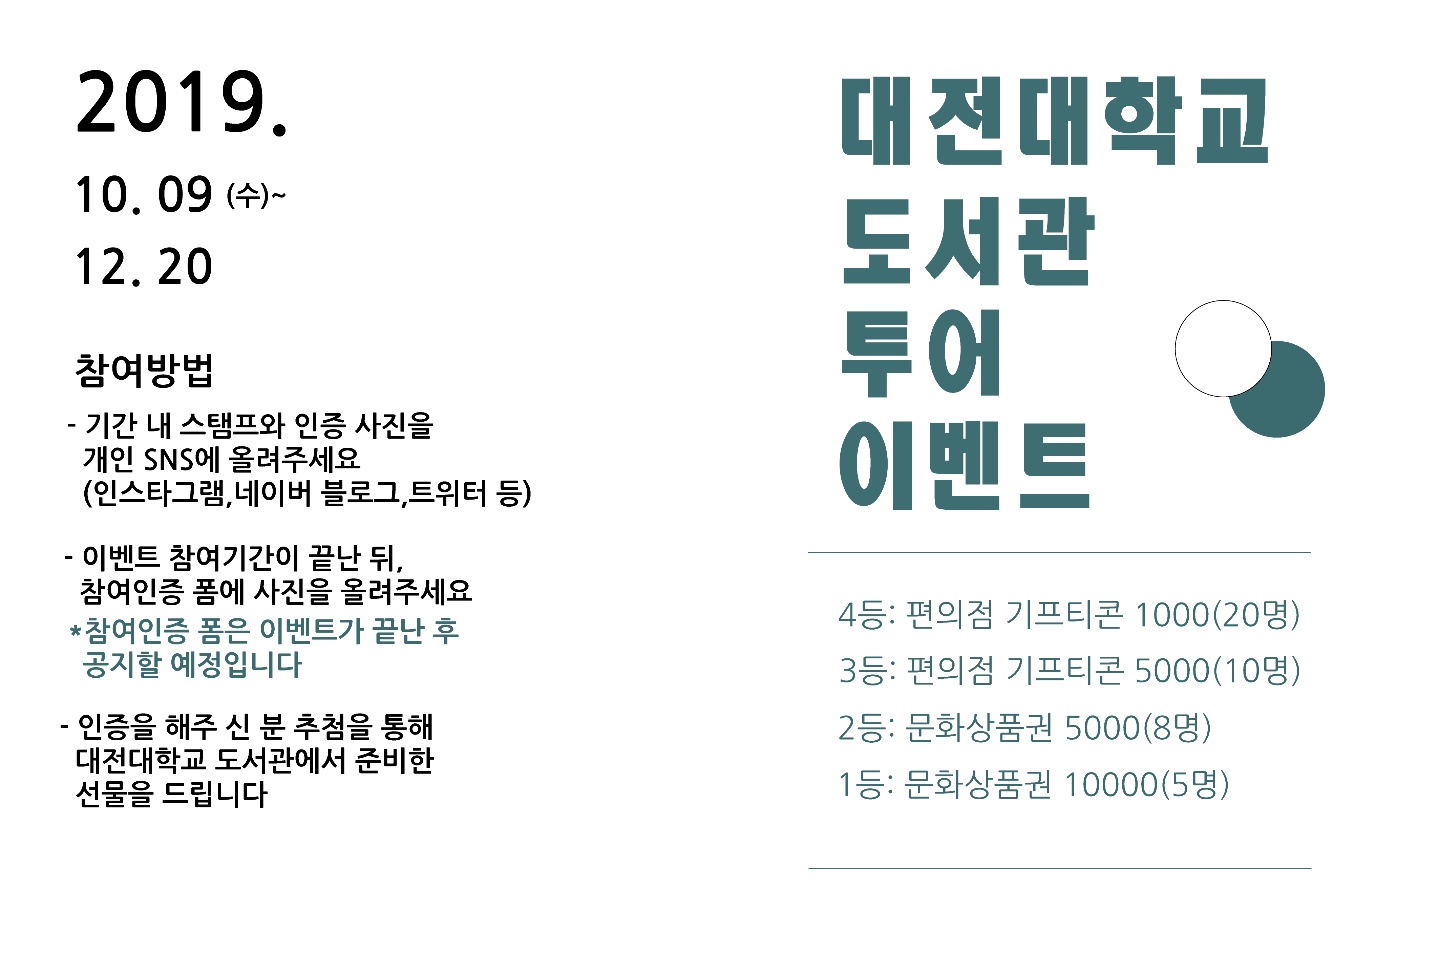 2019.
10. 09 (수)~
12. 20
참여방법
- 기간 내 스탬프와 인증 사진을
개인 SNS에 올려주세요
(인스타그램,네이버 블로그,트위터 등)
- 이벤트 참여기간이 끝난 뒤,
참여인증 폼에 사진을 올려주세요
*참여인증 폼은 이벤트가 끝난 후
공지할 예정입니다
- 인증을 해주 신 분 추첨을 통해
대전대학교 도서관에서 준비한
선물을 드립니다
대전대학교
도서관
투어
이벤트
4등: 편의점 기프티콘 1000(20명)
3등: 편의점 기프티콘 5000(10명)
2등: 문화상품권 5000(8명)
1등: 문화상품권 10000(5명)